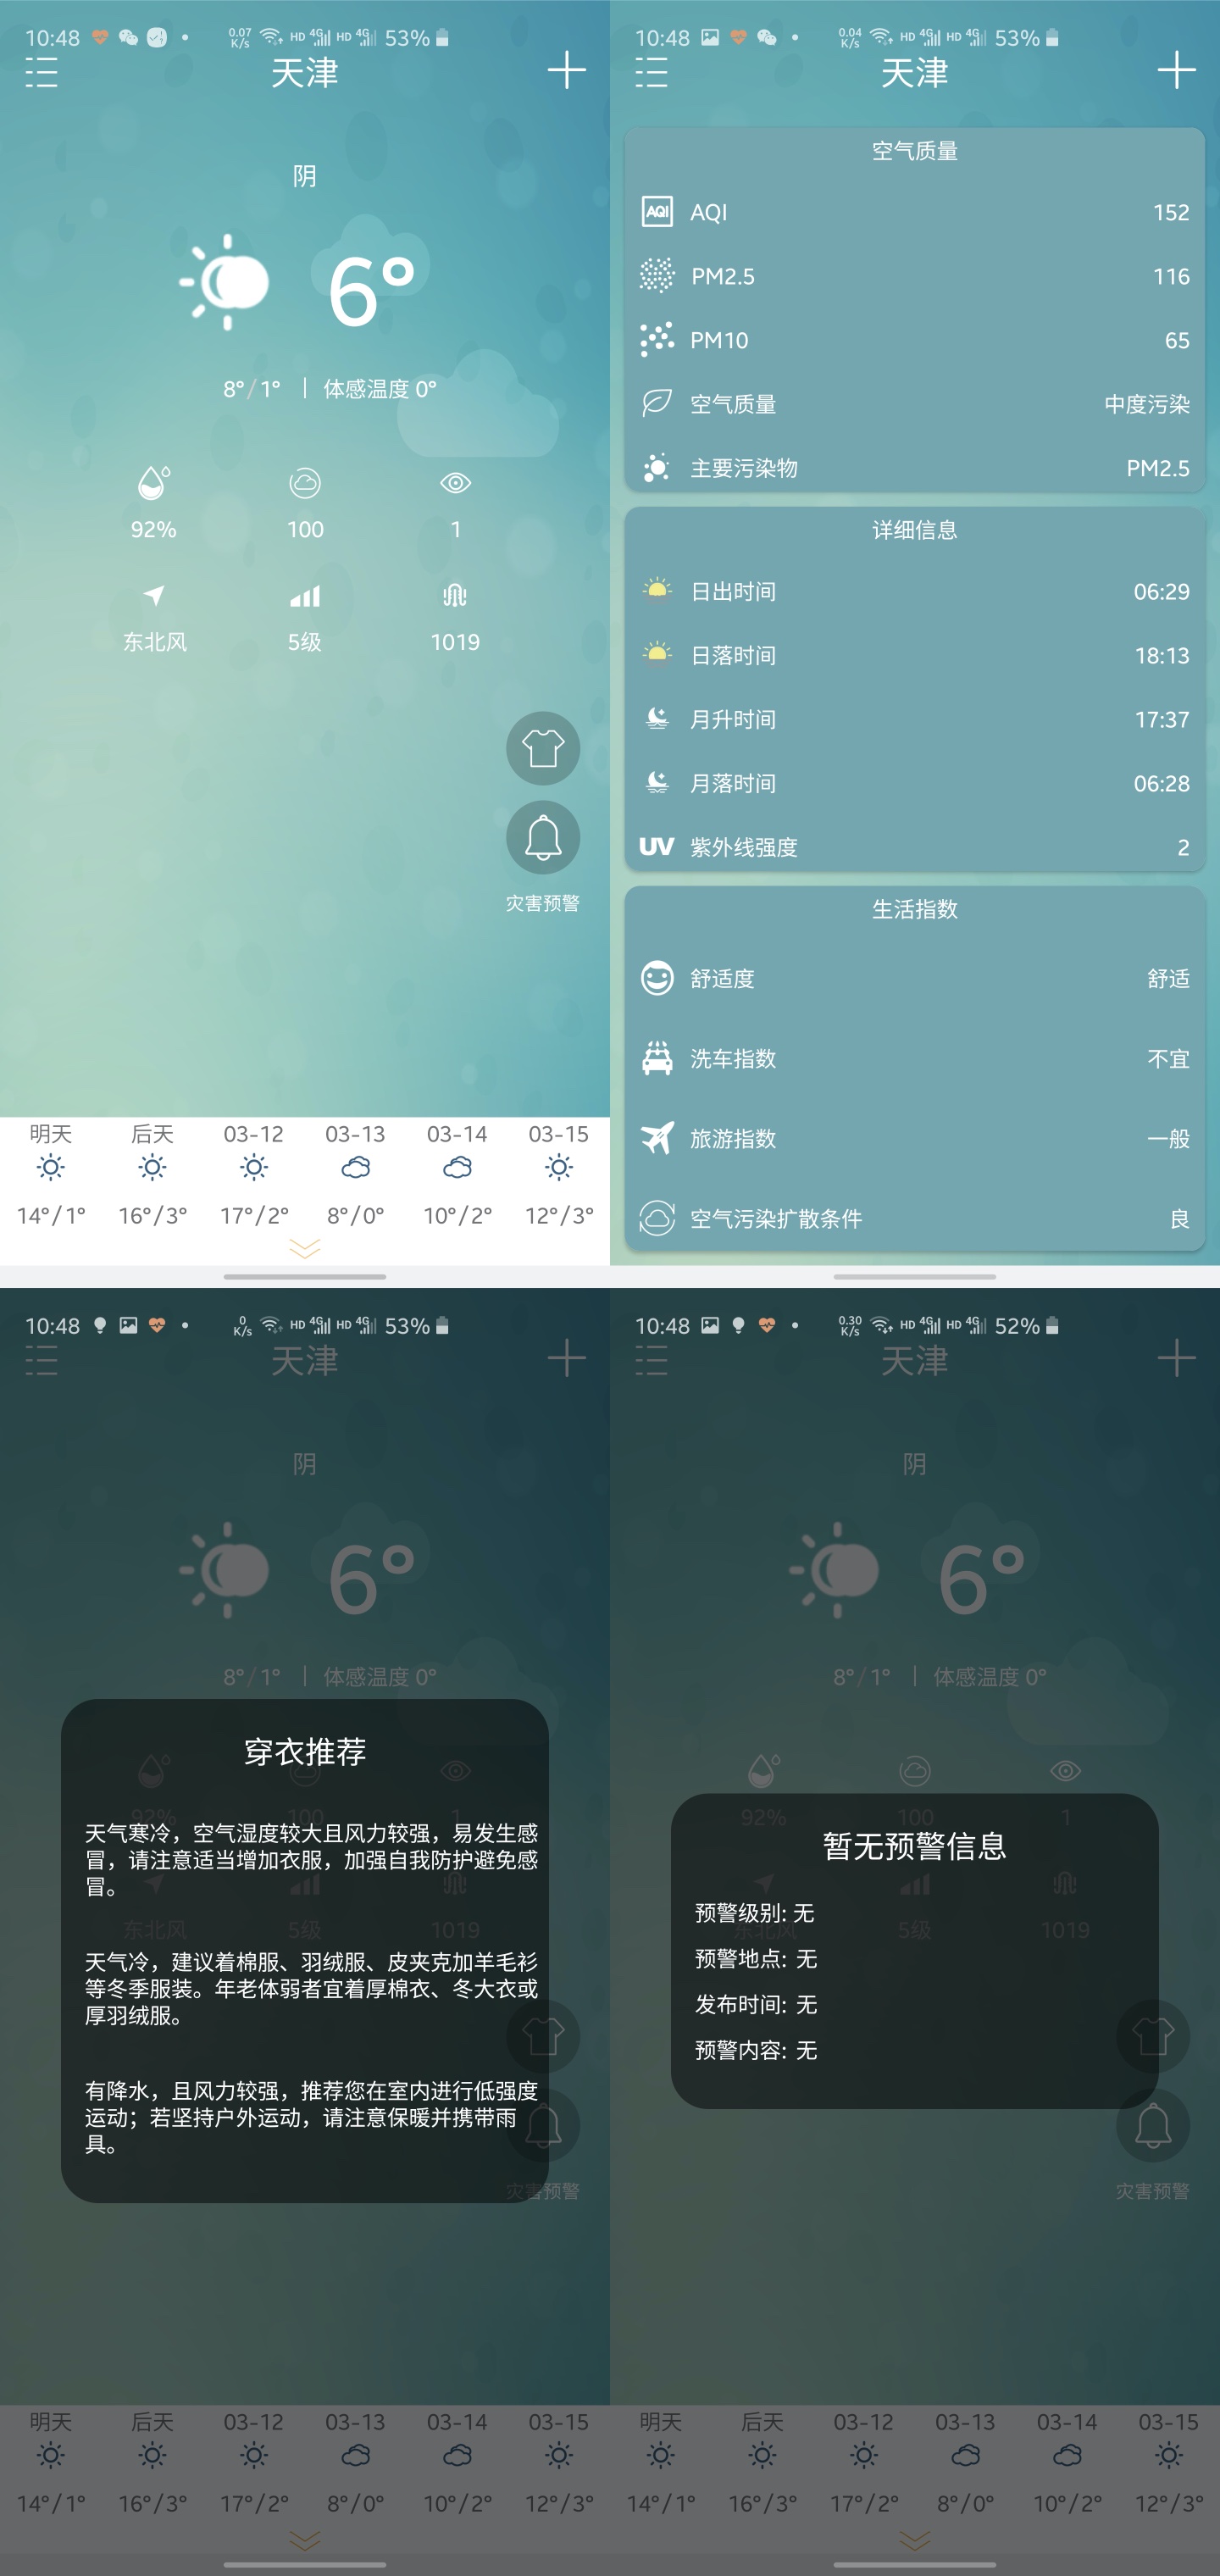 10:48 0.07 K/s HD 4G HD 4G 53%
天津
阴
6°
8°/1° | 体感温度 0°
92% 100 1
东北风 5级 1019
灾害预警
明天 后天 03-12 03-13 03-14 03-15
14°/1° 16°/3° 17°/2° 8°/0° 10°/2° 12°/3°
10:48 0.04 K/s HD 4G HD 4G 53%
天津
空气质量
AQI AQI 152
PM2.5 116
PM10 65
空气质量 中度污染
主要污染物 PM2.5
详细信息
日出时间 06:29
日落时间 18:13
月升时间 17:37
月落时间 06:28
UV 紫外线强度 2
生活指数
舒适度 舒适
洗车指数 不宜
旅游指数 一般
空气污染扩散条件 良
10:48 0 K/s HD 4G HD 4G 53%
天津
阴
6°
8°/1° | 体感温度 0°
穿衣推荐
92% 100 1
天气寒冷，空气湿度较大且风力较强，易发生感
冒，请注意适当增加衣服，加强自我防护避免感
冒。
东北风 5级 1019
天气冷，建议着棉服、羽绒服、皮夹克加羊毛衫
等冬季服装。年老体弱者宜着厚棉衣、冬大衣或
厚羽绒服。
有降水，且风力较强，推荐您在室内进行低强度
运动；若坚持户外运动，请注意保暖并携带雨
具。
灾害预警
明天 后天 03-12 03-13 03-14 03-15
14°/1° 16°/3° 17°/2° 8°/0° 10°/2° 12°/3°
10:48 0.30 K/s HD 4G HD 4G 52%
天津
阴
6°
8°/1° | 体感温度 0°
92% 100 1
暂无预警信息
预警级别: 无
东北风 5级 1019
预警地点: 无
发布时间: 无
预警内容: 无
灾害预警
明天 后天 03-12 03-13 03-14 03-15
14°/1° 16°/3° 17°/2° 8°/0° 10°/2° 12°/3°